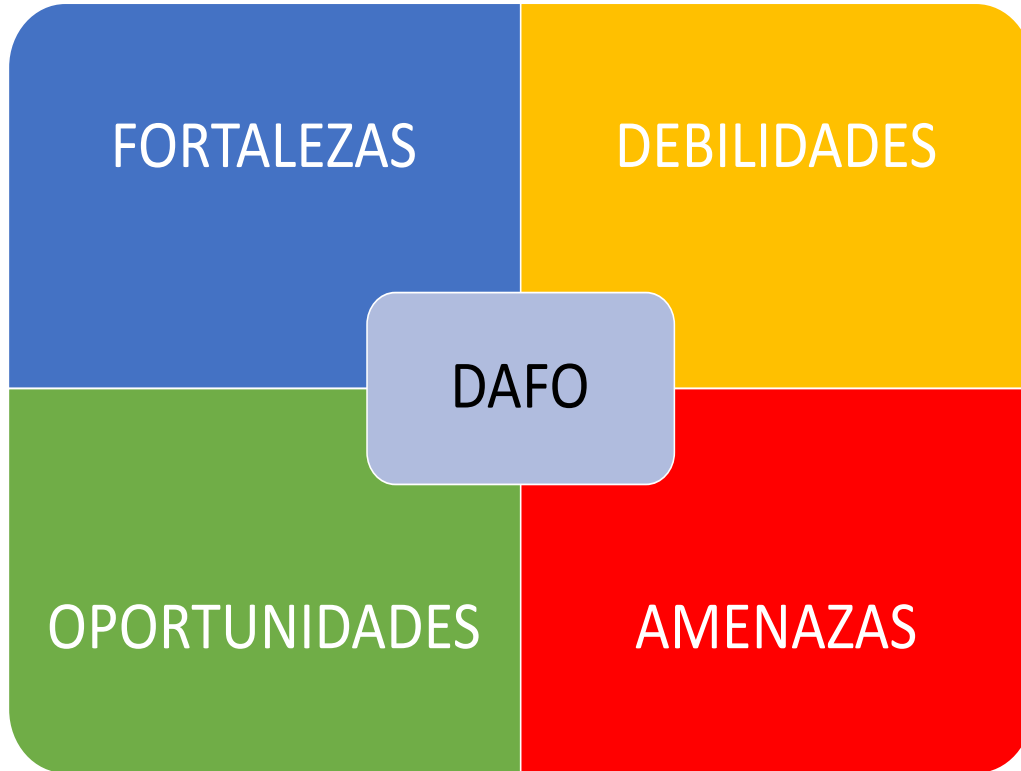 FORTALEZAS
DEBILIDADES
DAFO
OPORTUNIDADES
AMENAZAS